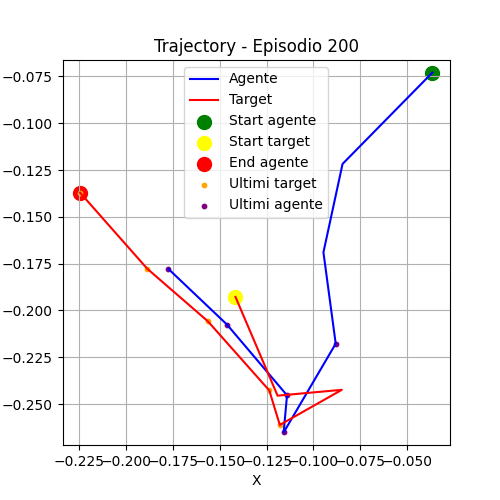 Trajectory - Episodio 200
Agente
Target
Start agente
Start target
End agente
Ultimi target
Ultimi agente
−0.075
−0.100
−0.125
−0.150
−0.175
−0.200
−0.225
−0.250
−0.225−0.200−0.175−0.150−0.125−0.100−0.075−0.050
X